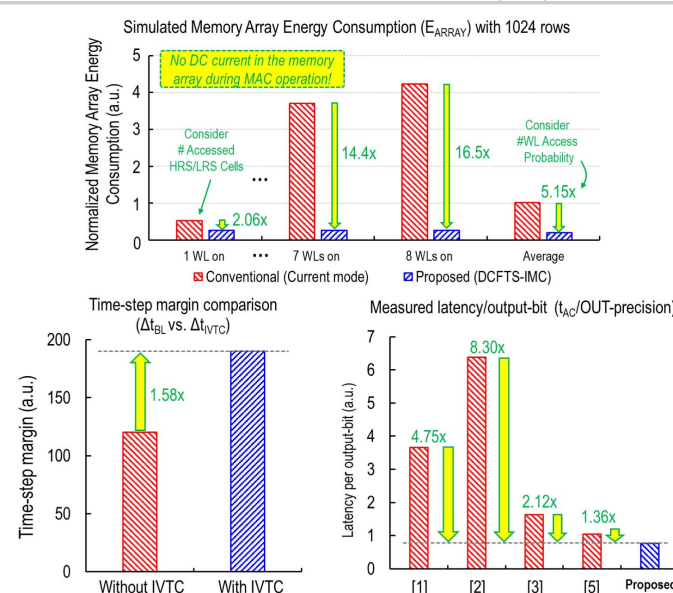 Simulated Memory Array Energy Consumption (E_ARRAY) with 1024 rows
Normalized Memory Array Energy
Consumption (a.u.)
5
4
3
2
1
0
No DC current in the memory
array during MAC operation!
Consider
# Accessed
HRS/LRS Cells
2.06x
•••
14.4x
16.5x
Consider
#WL Access
Probability
5.15x
1 WL on ••• 7 WLs on 8 WLs on Average
Conventional (Current mode) Proposed (DCFTS-IMC)
Time-step margin comparison
(Δt_BL vs. Δt_IVTC)
Time-step margin (a.u.)
200
150
100
50
0
1.58x
Without IVTC With IVTC
Measured latency/output-bit (t_AC/OUT-precision)
Latency per output-bit (a.u.)
7
6
5
4
3
2
1
0
4.75x
8.30x
2.12x
1.36x
[1] [2] [3] [5] Proposed